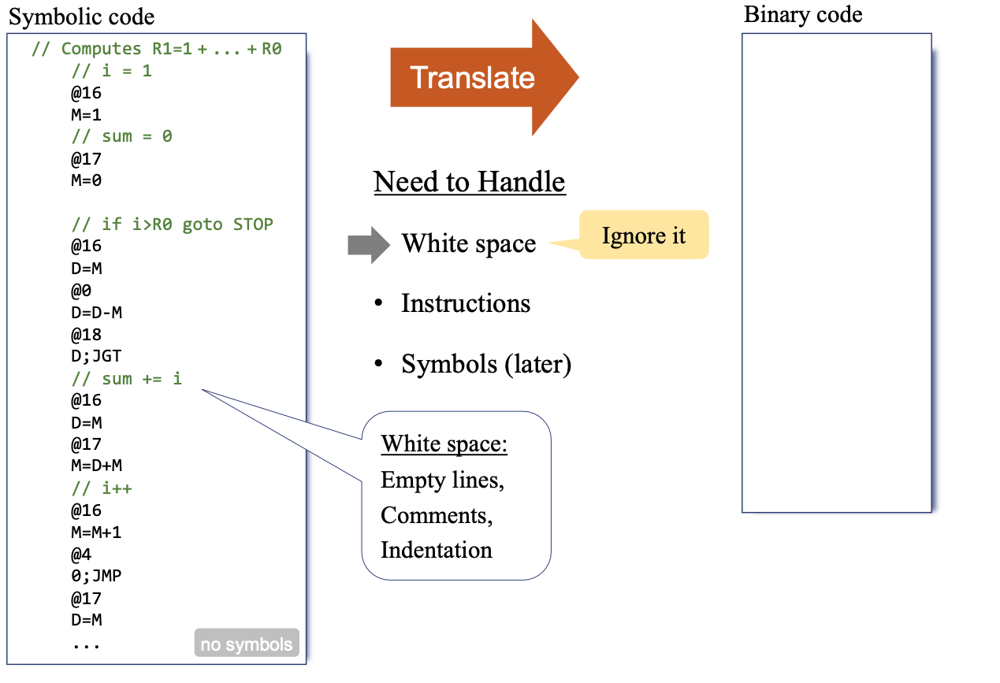 Symbolic code
// Computes R1=1 + ... + R0
// i = 1
@16
M=1
// sum = 0
@17
M=0
// if i>R0 goto STOP
@16
D=M
@0
D=D-M
@18
D;JGT
// sum += i
@16
D=M
@17
M=D+M
// i++
@16
M=M+1
@4
0;JMP
@17
D=M
...
no symbols
Translate
Need to Handle
White space
Ignore it
• Instructions
• Symbols (later)
White space:
Empty lines,
Comments,
Indentation
Binary code